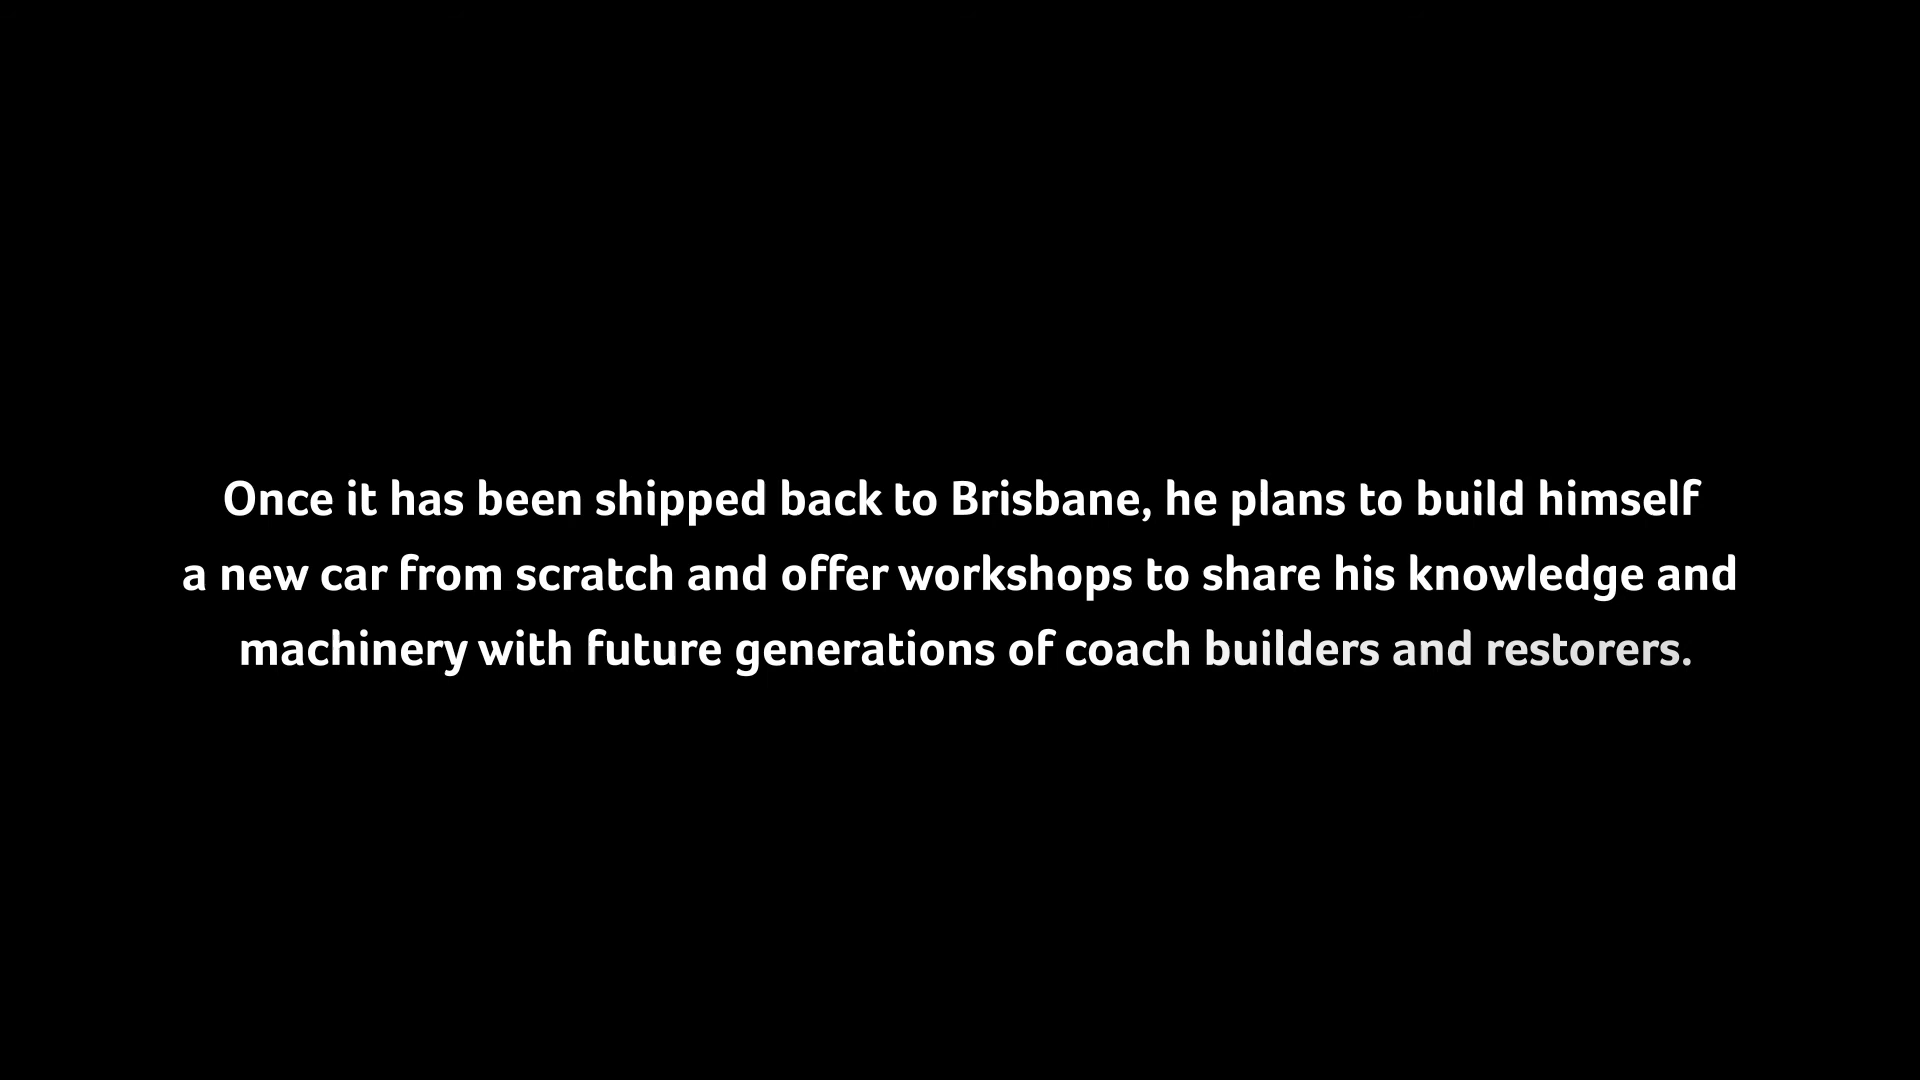 Once it has been shipped back to Brisbane, he plans to build himself
a new car from scratch and offer workshops to share his knowledge and
machinery with future generations of coach builders and restorers.